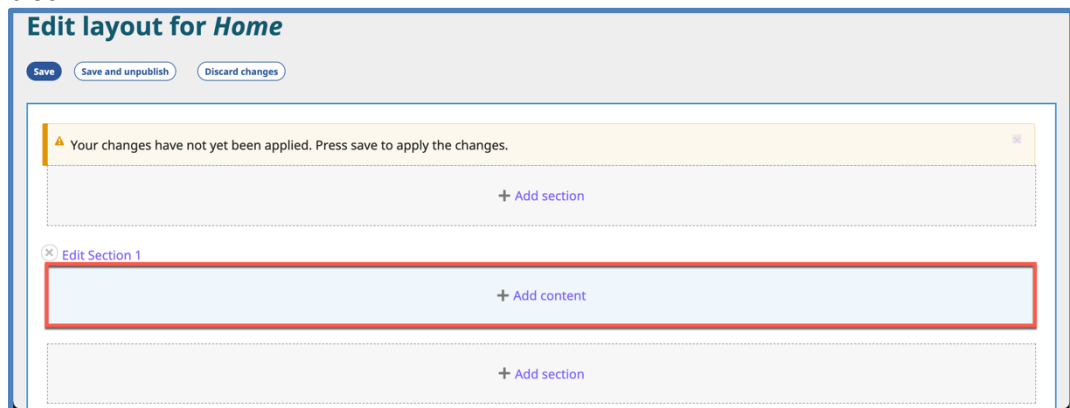 Edit layout for Home
Save Save and unpublish Discard changes
Your changes have not yet been applied. Press save to apply the changes.
+ Add section
Edit Section 1
+ Add content
+ Add section